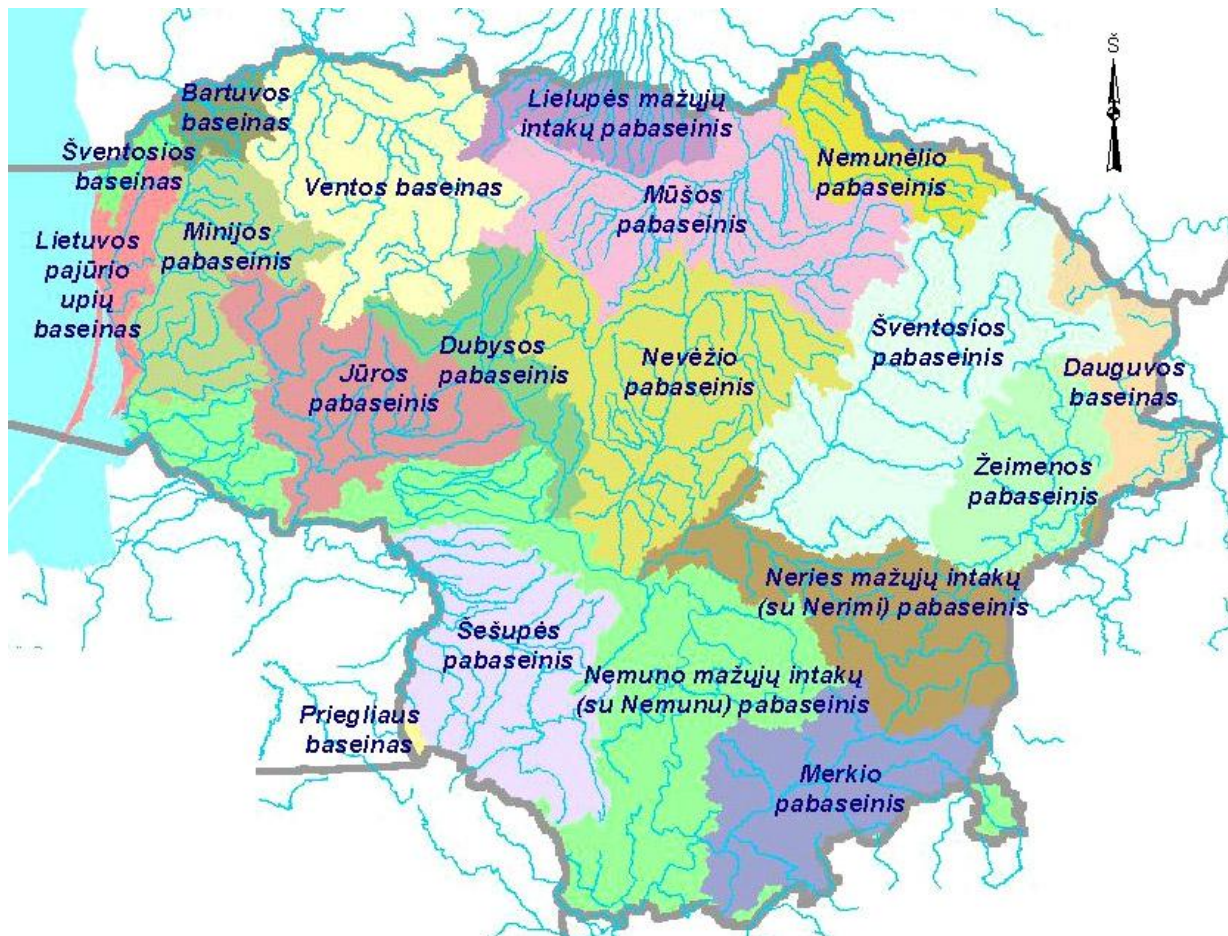 Š
Bartuvos
baseinas
Lielupės mažųjų
intakų pabaseinis
Šventosios
baseinas
Ventos baseinas
Nemunėlio
pabaseinis
Mūšos
pabaseinis
Minijos
pabaseinis
Lietuvos
pajūrio
upių
baseinas
Dubysos
pabaseinis
Nevėžio
pabaseinis
Šventosios
pabaseinis
Jūros
pabaseinis
Dauguvos
baseinas
Žeimenos
pabaseinis
Neries mažųjų intakų
(su Nerimi) pabaseinis
Šešupės
pabaseinis
Nemuno mažųjų intakų
(su Nemunu) pabaseinis
Priegliaus
baseinas
Merkio
pabaseinis